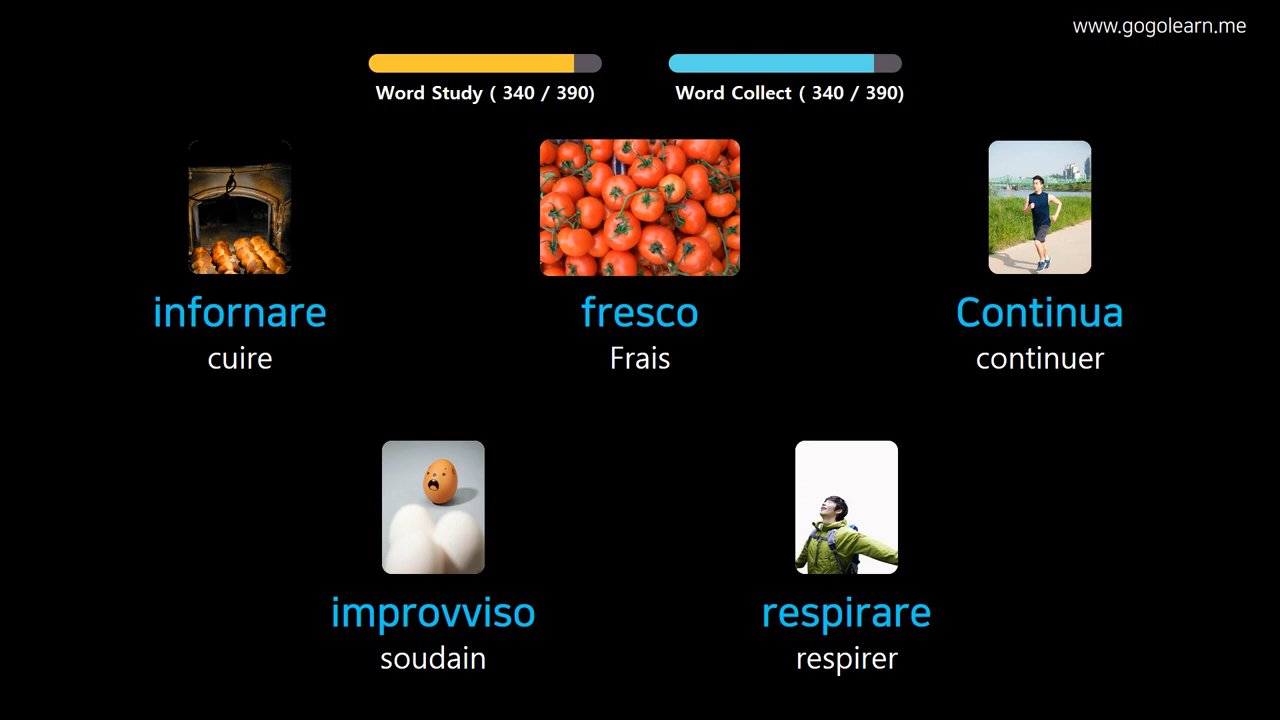 www.gogolearn.me
Word Study ( 340 / 390)
Word Collect ( 340 / 390)
infornare
cuire
fresco
Frais
Continua
continuer
improvviso
soudain
respirare
respirer